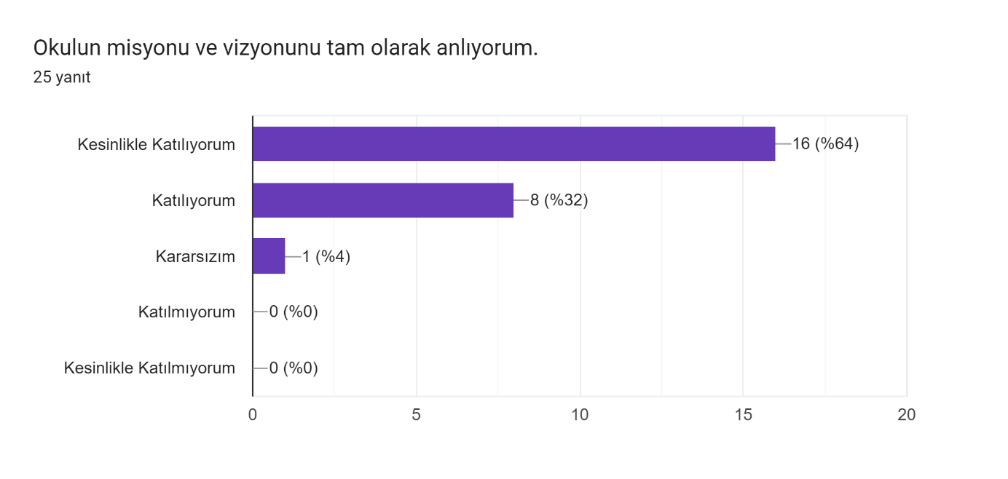 Okulun misyonu ve vizyonunu tam olarak anlıyorum.
25 yanıt
Kesinlikle Katılıyorum
16 (%64)
Katılıyorum
8 (%32)
Kararsızım
1 (%4)
Katılmıyorum
0 (%0)
Kesinlikle Katılmıyorum
0 (%0)
0
5
10
15
20